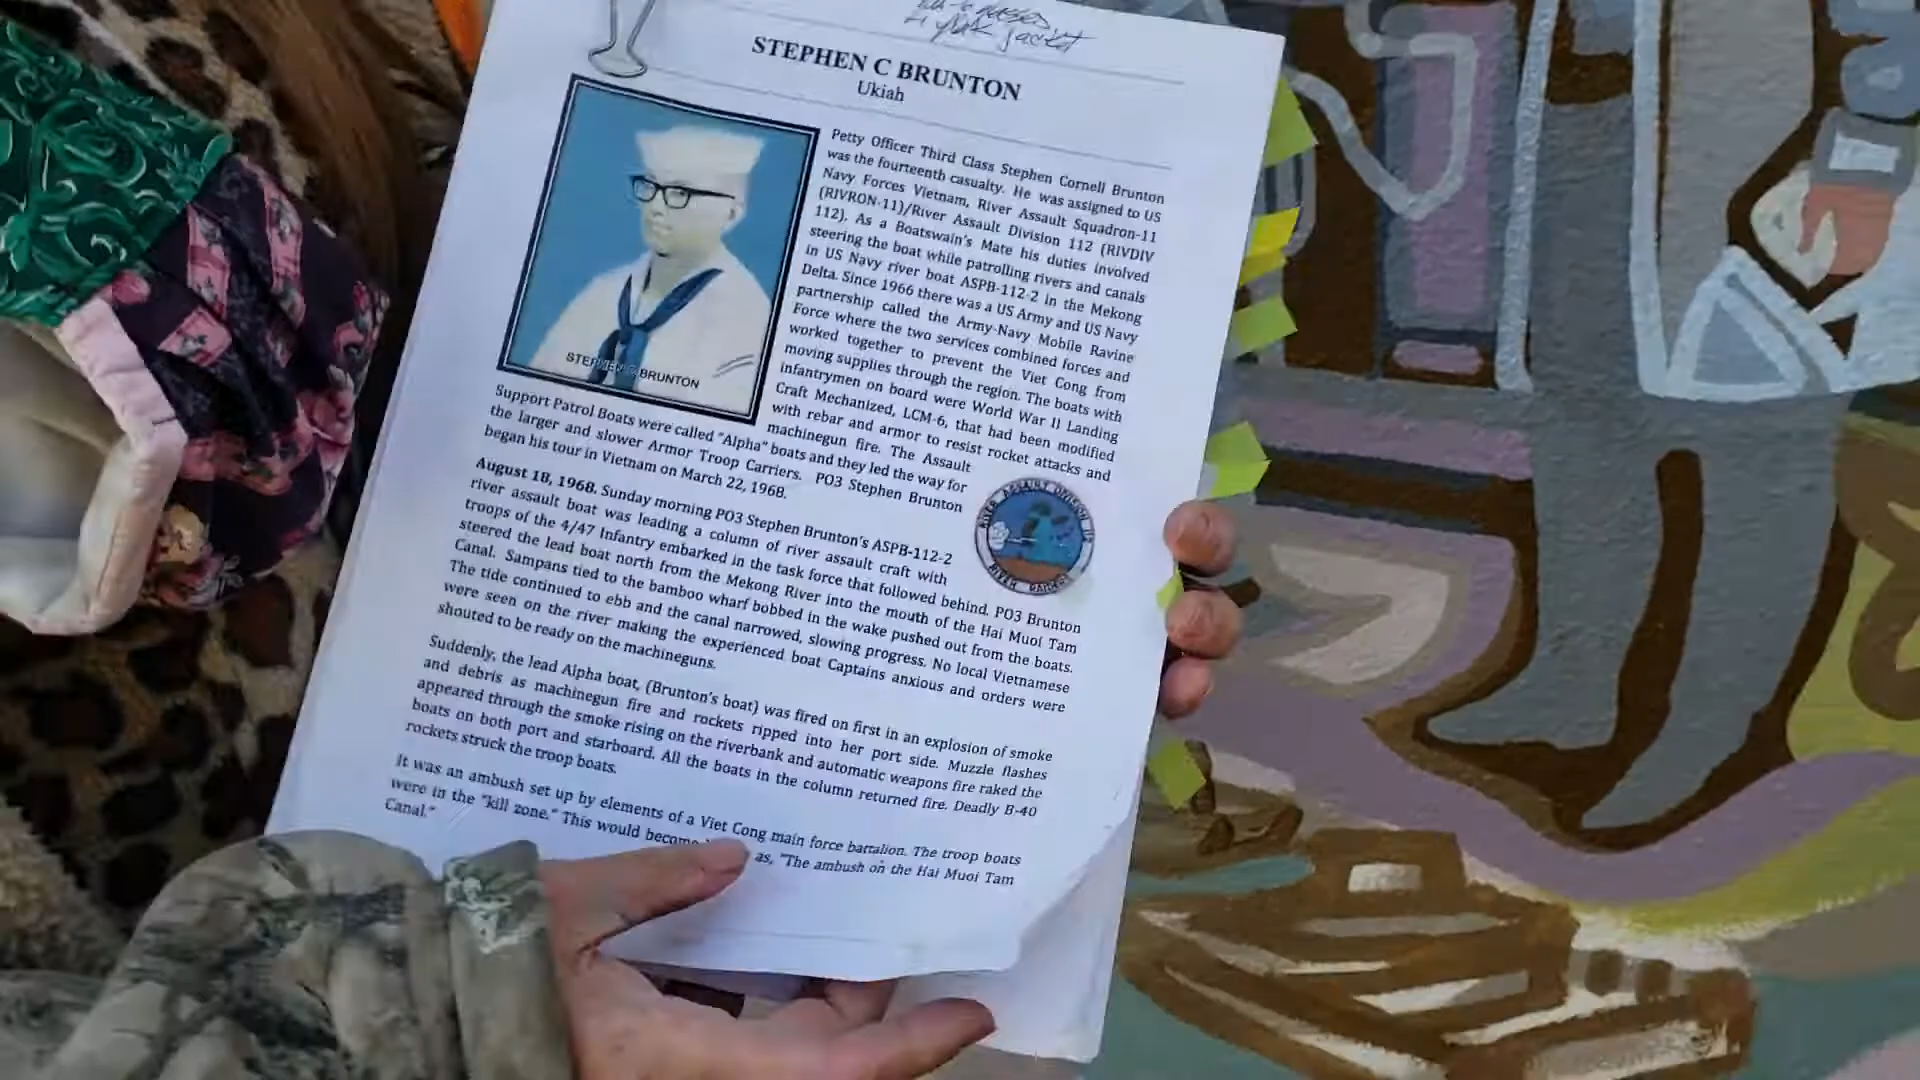 flak jacket
STEPHEN C BRUNTON
Ukiah
Petty Officer Third Class Stephen Cornell Brunton
was the fourteenth casualty. He was assigned to US
Navy Forces Vietnam, River Assault Squadron-11
(RIVRON-11)/River Assault Division 112 (RIVDIV
112). As a Boatswain's Mate his duties involved
steering the boat while patrolling rivers and canals
in US Navy river boat ASPB-112-2 in the Mekong
Delta. Since 1966 there was a US Army and US Navy
partnership called the Army-Navy Mobile Ravine
Force where the two services combined forces and
worked together to prevent the Viet Cong from
moving supplies through the region. The boats with
infantrymen on board were World War II Landing
Craft Mechanized, LCM-6, that had been modified
with rebar and armor to resist rocket attacks and
machinegun fire. The Assault
STEPHEN C BRUNTON
Support Patrol Boats were called "Alpha" boats and they led the way for
the larger and slower Armor Troop Carriers. PO3 Stephen Brunton
began his tour in Vietnam on March 22, 1968.
RIVER ASSAULT DIVISION 112
RIVER RAIDERS
August 18, 1968. Sunday morning PO3 Stephen Brunton's ASPB-112-2
river assault boat was leading a column of river assault craft with
troops of the 4/47 Infantry embarked in the task force that followed behind. PO3 Brunton
steered the lead boat north from the Mekong River into the mouth of the Hai Muoi Tam
Canal. Sampans tied to the bamboo wharf bobbed in the wake pushed out from the boats.
The tide continued to ebb and the canal narrowed, slowing progress. No local Vietnamese
were seen on the river making the experienced boat Captains anxious and orders were
shouted to be ready on the machineguns.
Suddenly, the lead Alpha boat, (Brunton's boat) was fired on first in an explosion of smoke
and debris as machinegun fire and rockets ripped into her port side. Muzzle flashes
appeared through the smoke rising on the riverbank and automatic weapons fire raked the
boats on both port and starboard. All the boats in the column returned fire. Deadly B-40
rockets struck the troop boats.
It was an ambush set up by elements of a Viet Cong main force battalion. The troop boats
were in the "kill zone." This would become as, "The ambush on the Hai Muoi Tam
Canal."